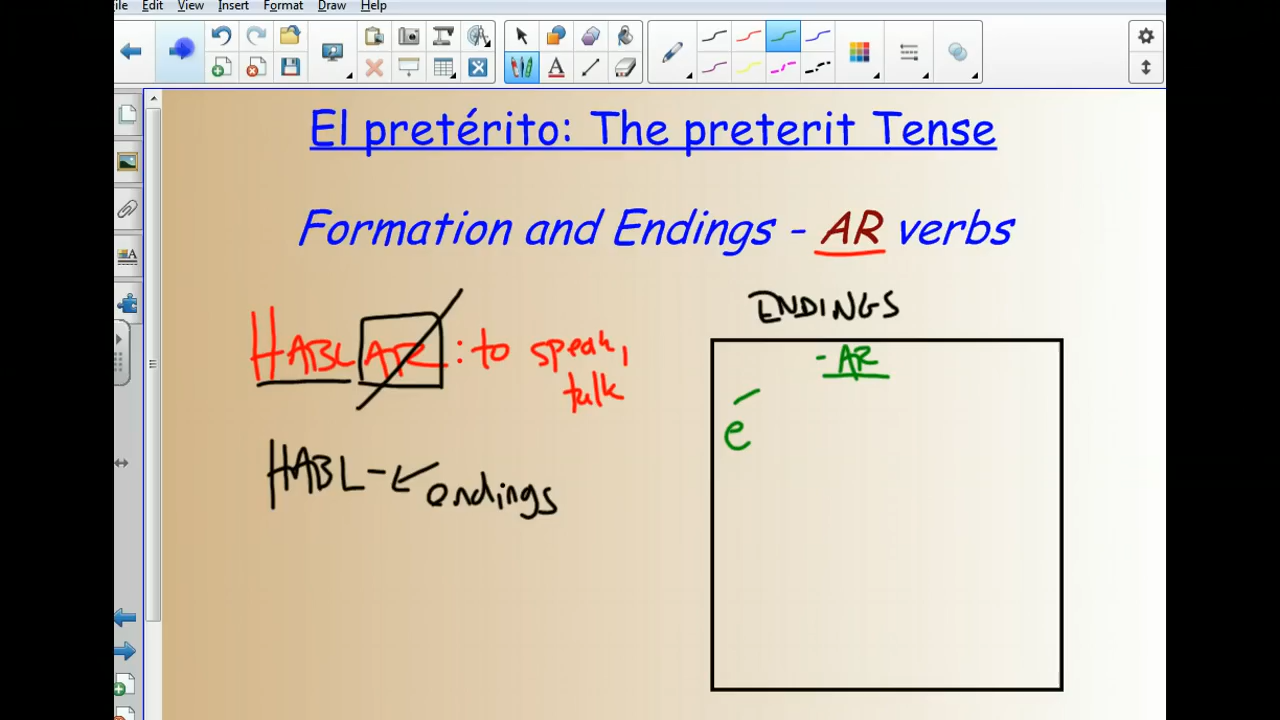 ile Edit View Insert Format Draw Help
El pretérito: The preterit Tense
Formation and Endings - AR verbs
HABLAR : to speak,
talk
HABL - endings
ENDINGS
- AR
é